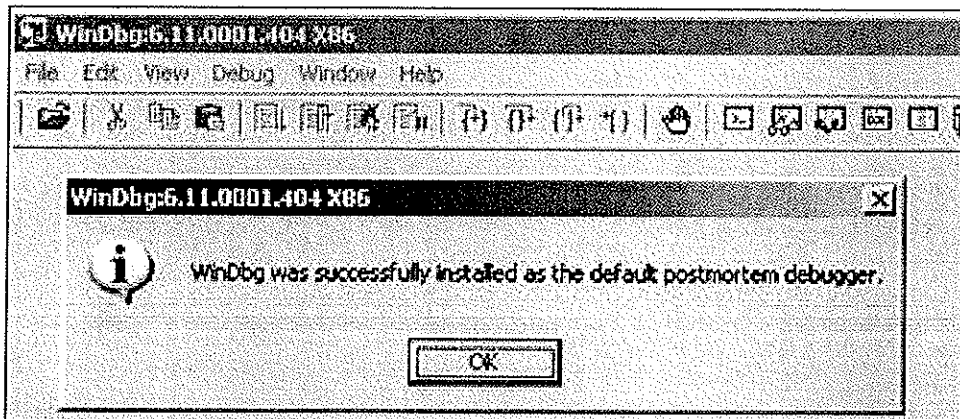 WinDbg:6.11.0001.404 X86
File Edit View Debug Window Help
WinDbg:6.11.0001.404 X86
WinDbg was successfully installed as the default postmortem debugger.
OK